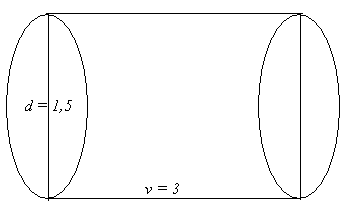 d = 1,5
v = 3